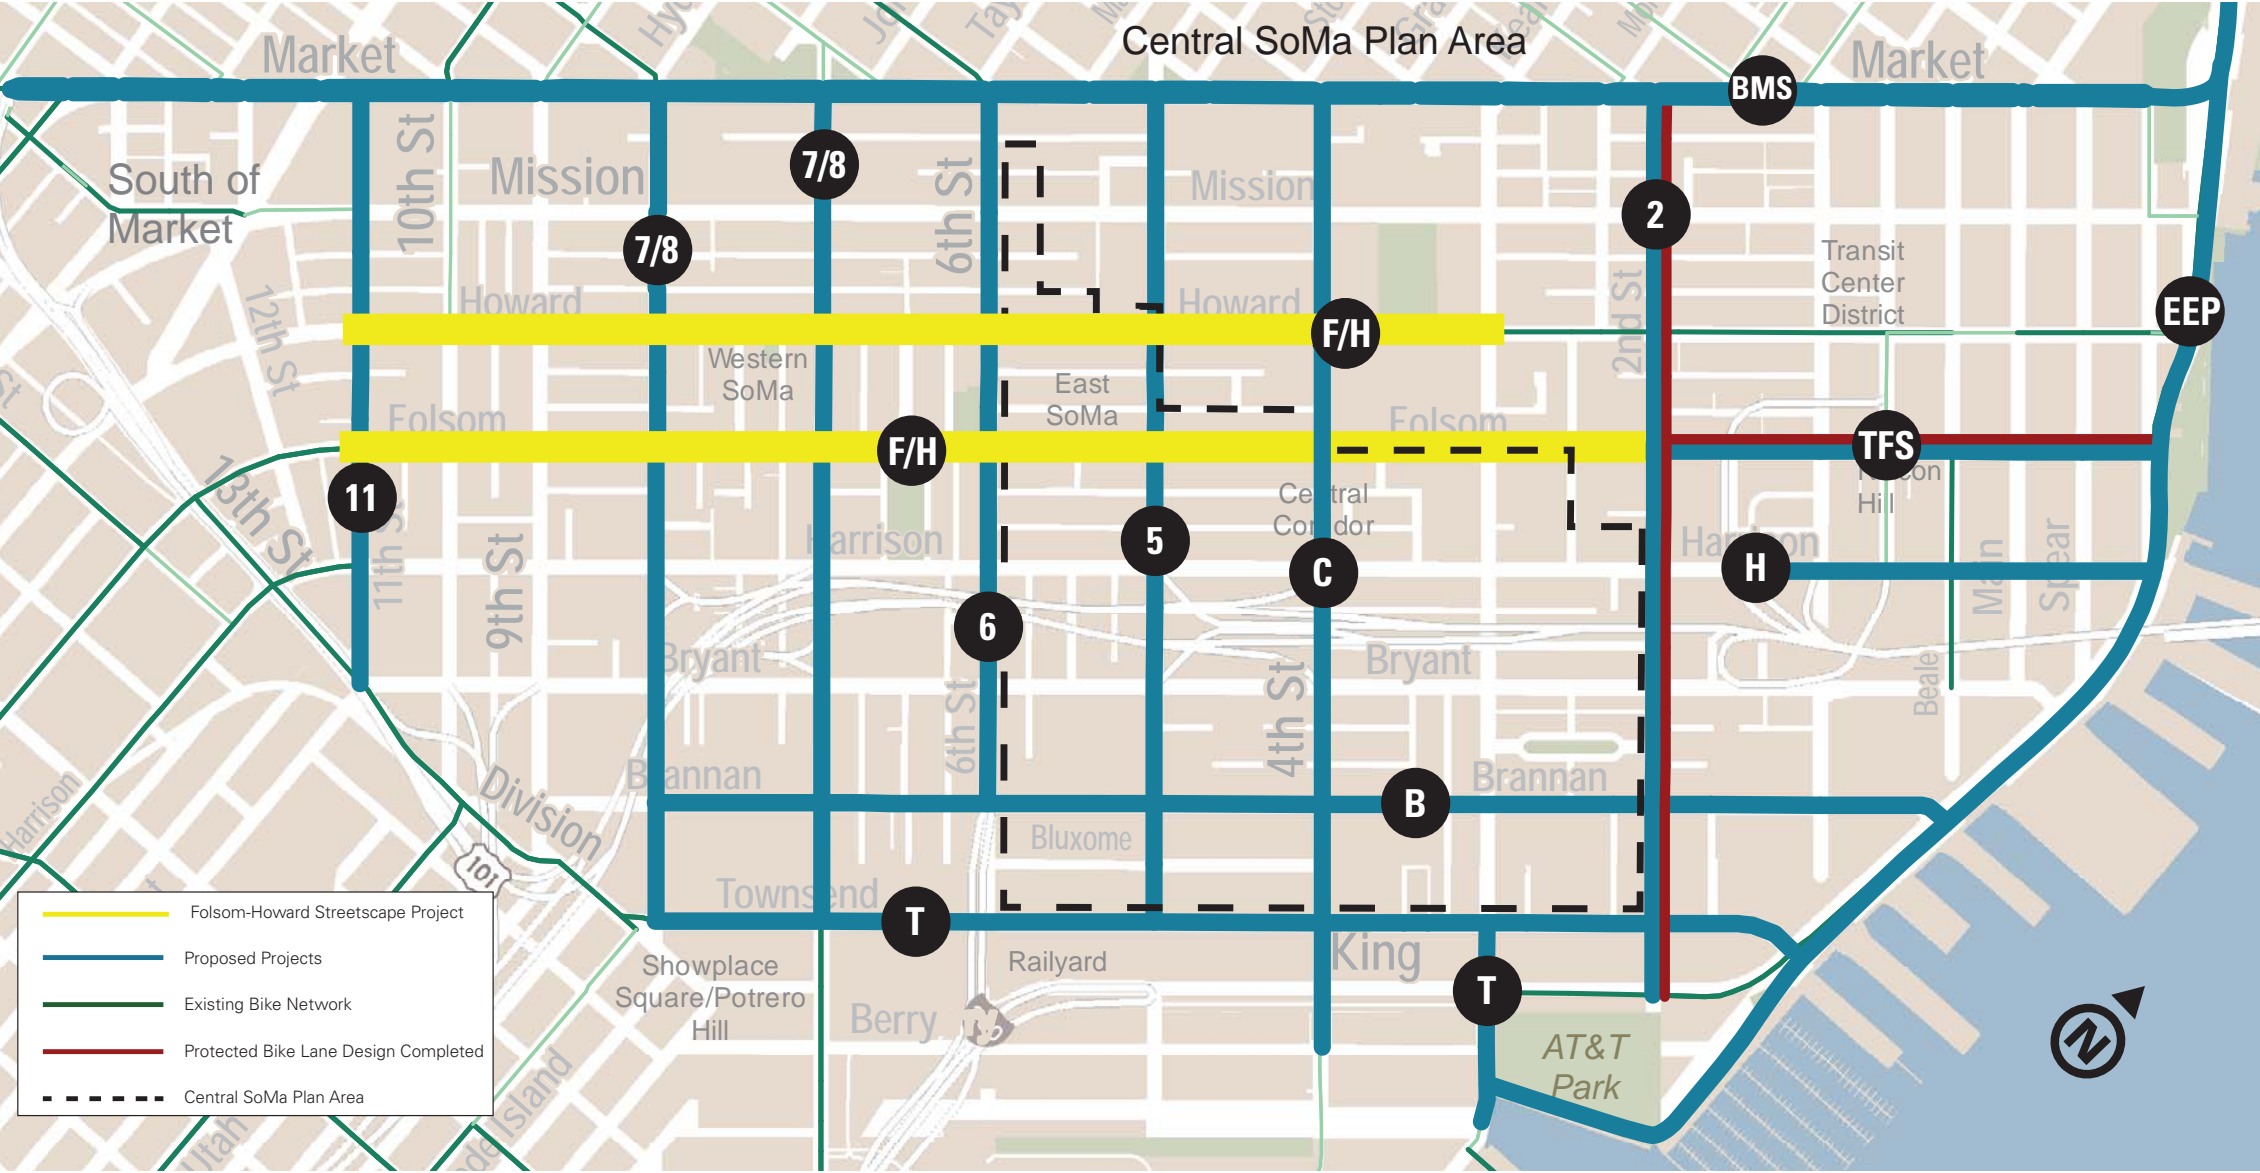 Central SoMa Plan Area
Market
Market
BMS
10th St
Mission
7/8
7/8
6th St
Mission
2
South of
Market
Transit
Center
District
EEP
12th St
Howard
Howard
F/H
2nd St
Western
SoMa
East
SoMa
Folsom
F/H
Folsom
TFS
Hill
13th St
11
11th St
9th St
Harrison
5
Central
Corridor
C
Harrison
H
Main
Spear
6
Bryant
Bryant
Beale
6th St
4th St
Brannan
B
Brannan
Harrison
Division
101
Bluxome
Townsend
T
King
T
Showplace
Square/Potrero
Hill
Railyard
Berry
AT&T
Park
N
Utah
Folsom-Howard Streetscape Project
Proposed Projects
Existing Bike Network
Protected Bike Lane Design Completed
Central SoMa Plan Area